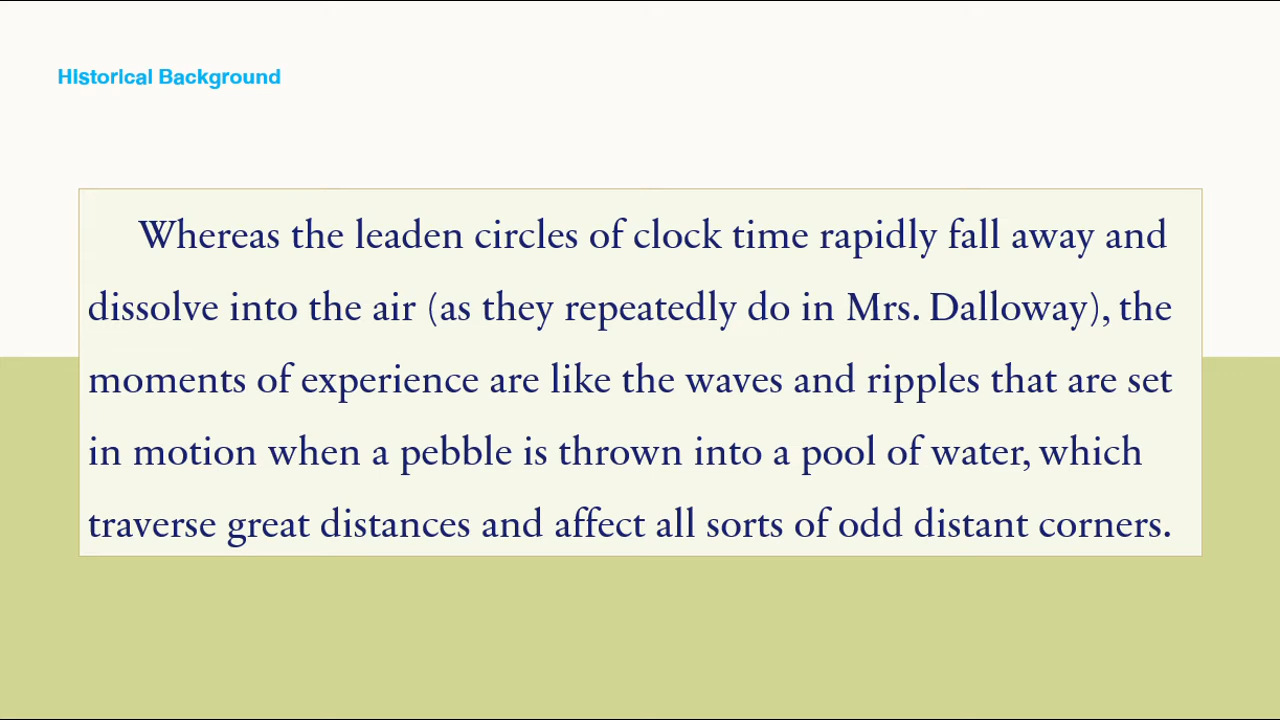 Historical Background
Whereas the leaden circles of clock time rapidly fall away and
dissolve into the air (as they repeatedly do in Mrs. Dalloway), the
moments of experience are like the waves and ripples that are set
in motion when a pebble is thrown into a pool of water, which
traverse great distances and affect all sorts of odd distant corners.